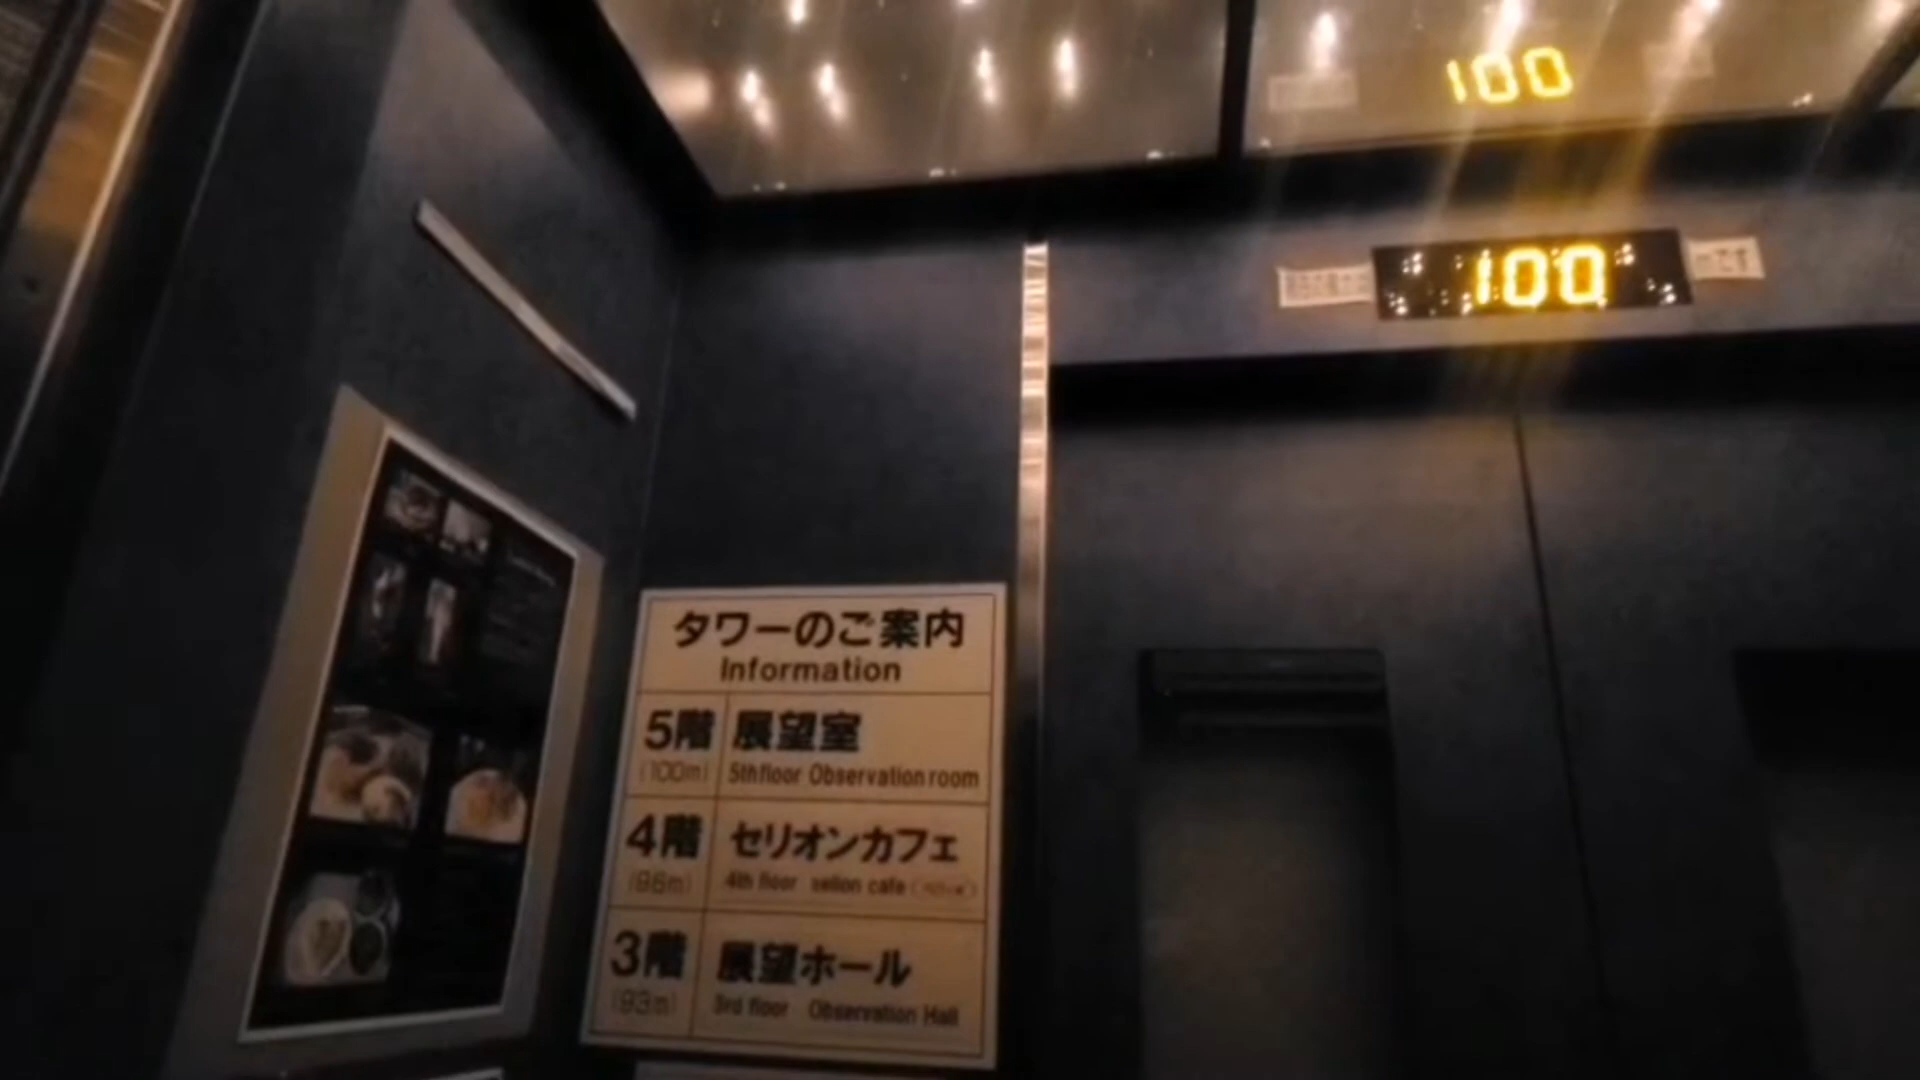 100
100
タワーのご案内
Information
5階 展望室
(100m) 5thfloor Observation room
4階 セリオンカフェ
(96m) 4th floor selion cafe
3階 展望ホール
(93m) 3rd floor Observation Hall